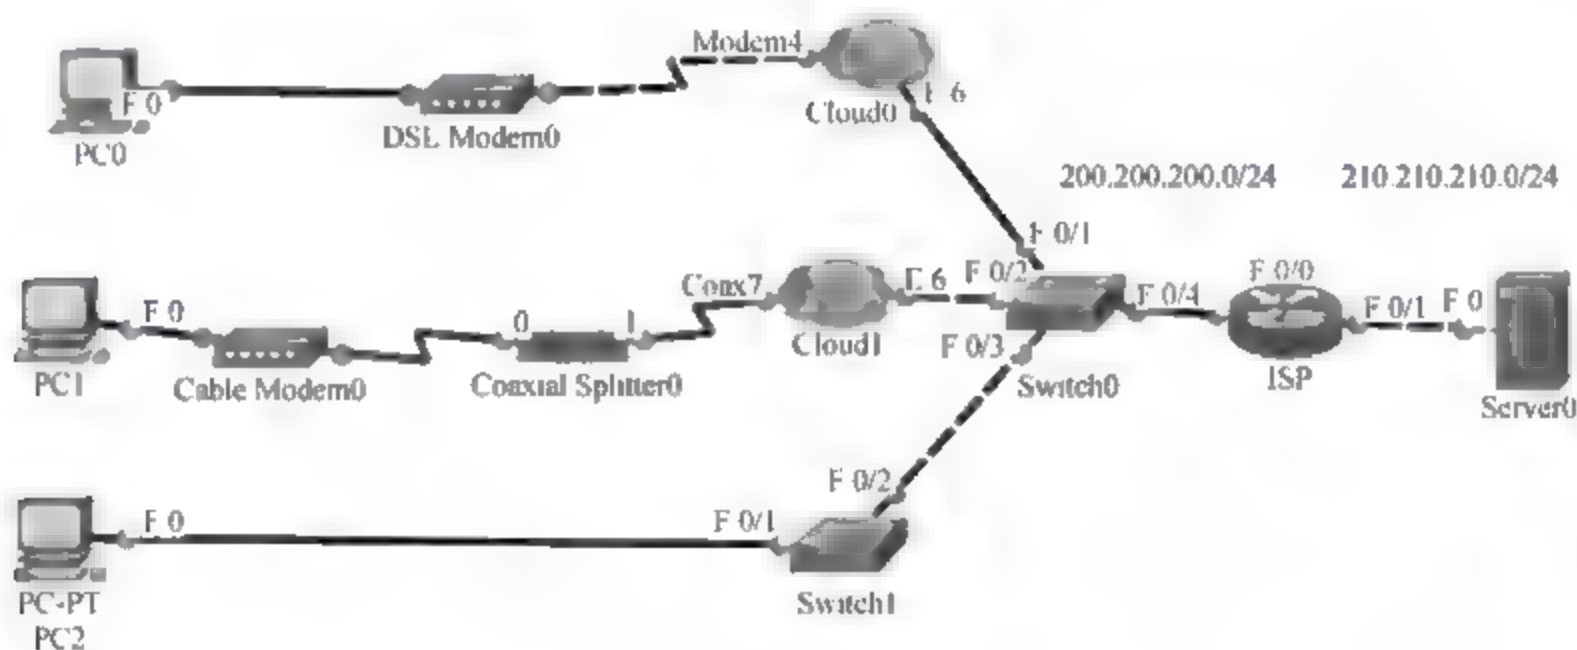 Modem4
F 0
E 6
Cloud0
DSL Modem0
PC0
200.200.200.0/24
210.210.210.0/24
F 0/1
Coax7
E 6
F 0/2
F 0/0
F 0
0
1
F 0/4
F 0/1
F 0
Cloud1
F 0/3
PC1
Cable Modem0
Coaxial Splitter0
Switch0
ISP
Server0
F 0/2
F 0
F 0/1
PC-PT
PC2
Switch1